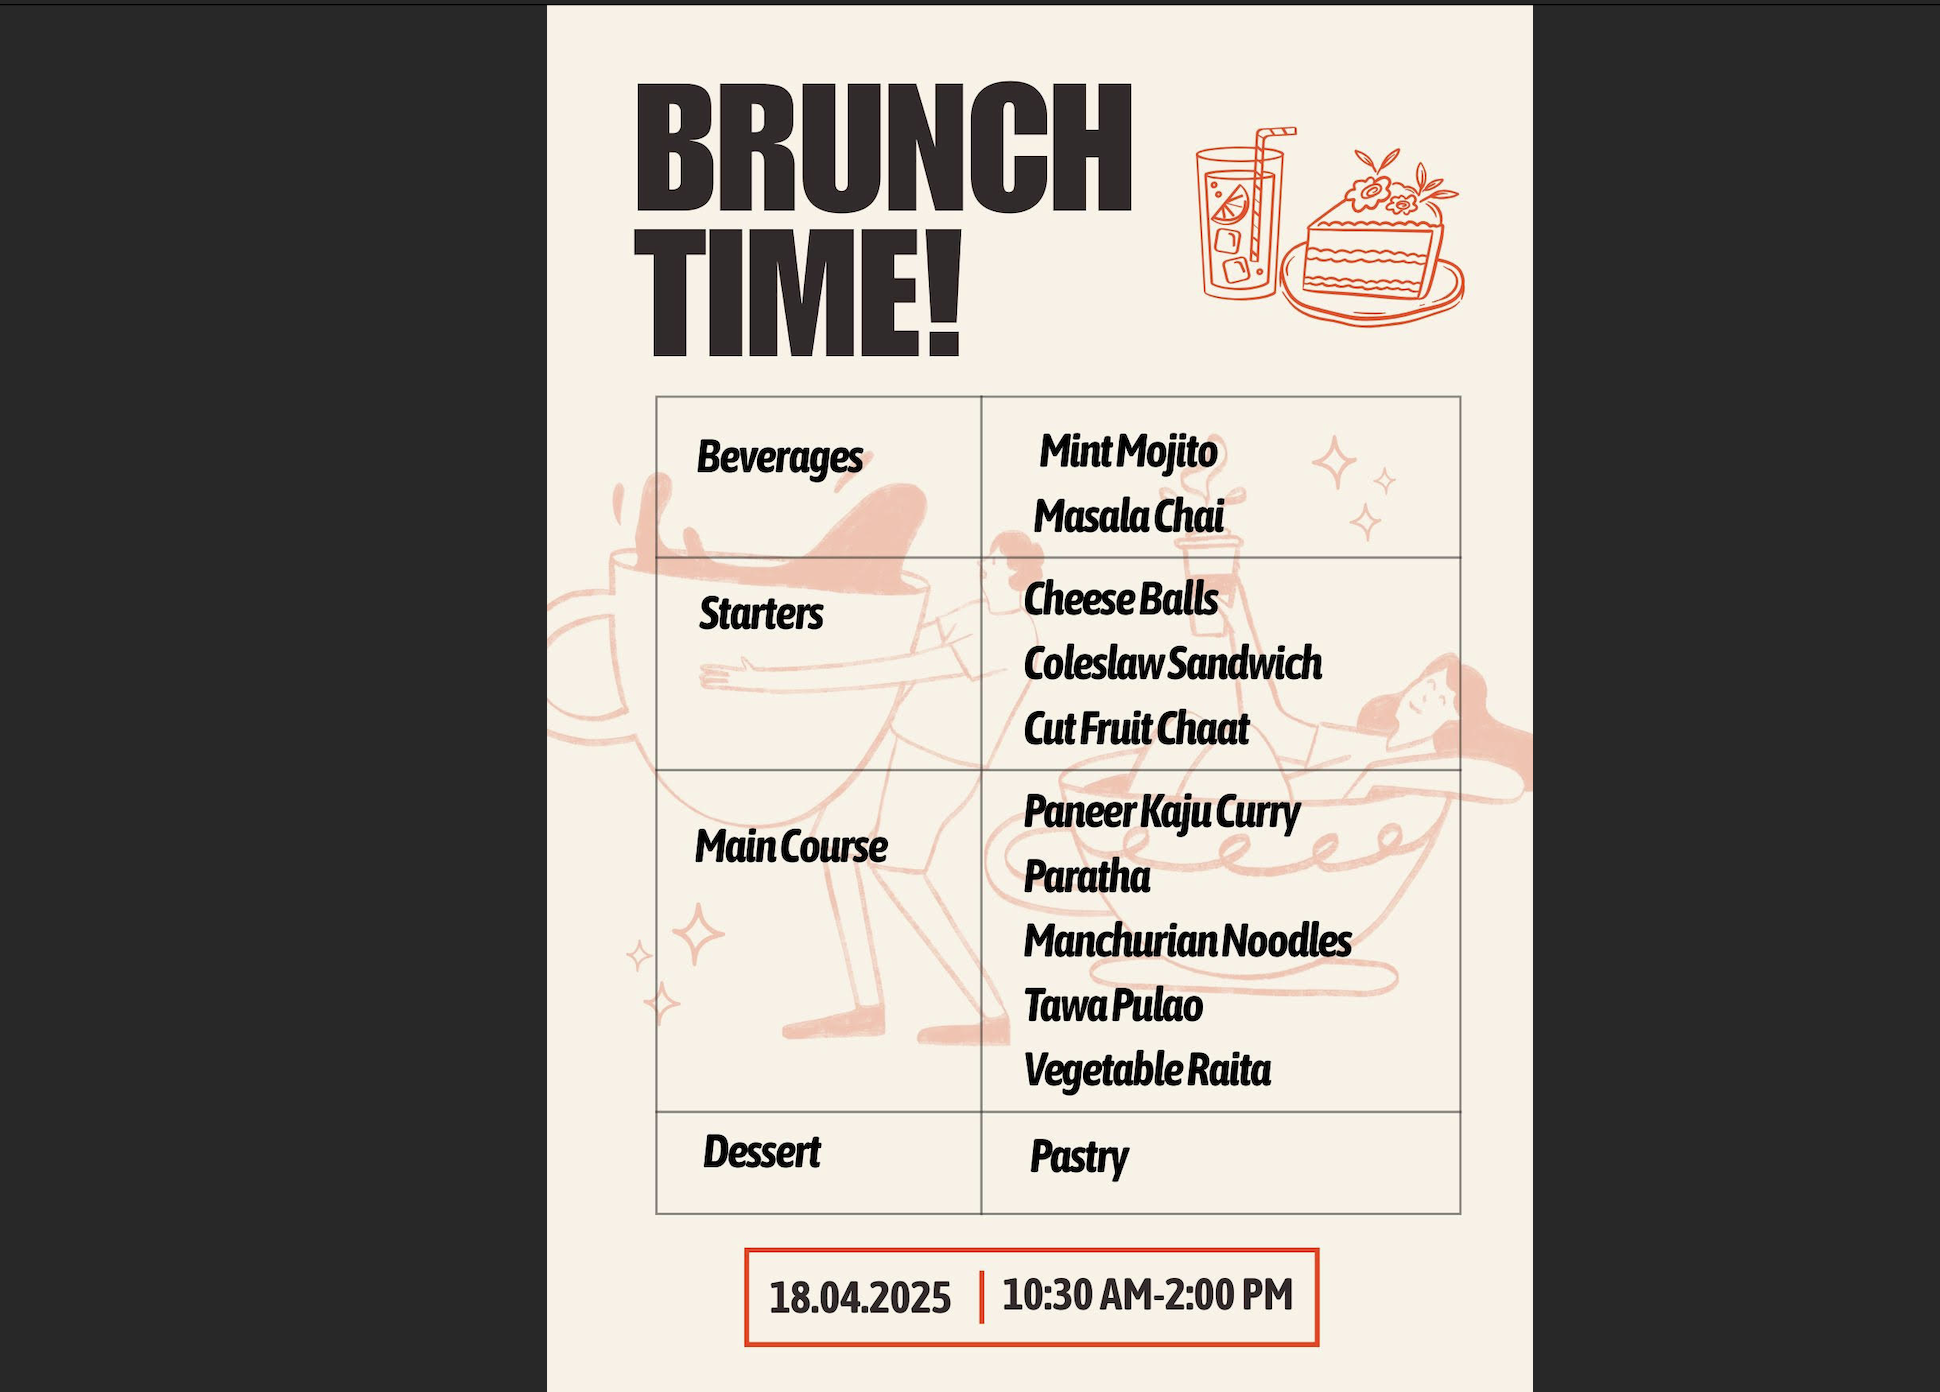 BRUNCH
TIME!
Beverages
Mint Mojito
Masala Chai
Starters
Cheese Balls
Coleslaw Sandwich
Cut Fruit Chaat
Main Course
Paneer Kaju Curry
Paratha
Manchurian Noodles
Tawa Pulao
Vegetable Raita
Dessert
Pastry
18.04.2025 | 10:30 AM-2:00 PM